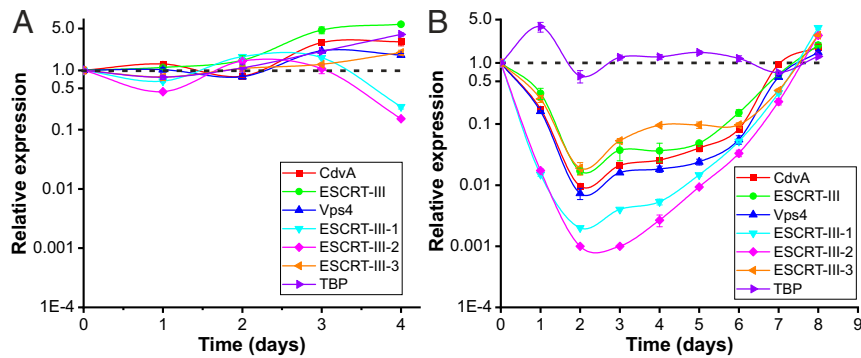 A
Relative expression
5.0
1.0
0.5
0.1
0.01
0.001
1E-4
CdvA
ESCRT-III
Vps4
ESCRT-III-1
ESCRT-III-2
ESCRT-III-3
TBP
0 1 2 3 4
Time (days)
B
Relative expression
5.0
1.0
0.5
0.1
0.01
0.001
1E-4
CdvA
ESCRT-III
Vps4
ESCRT-III-1
ESCRT-III-2
ESCRT-III-3
TBP
0 1 2 3 4 5 6 7 8 9
Time (days)